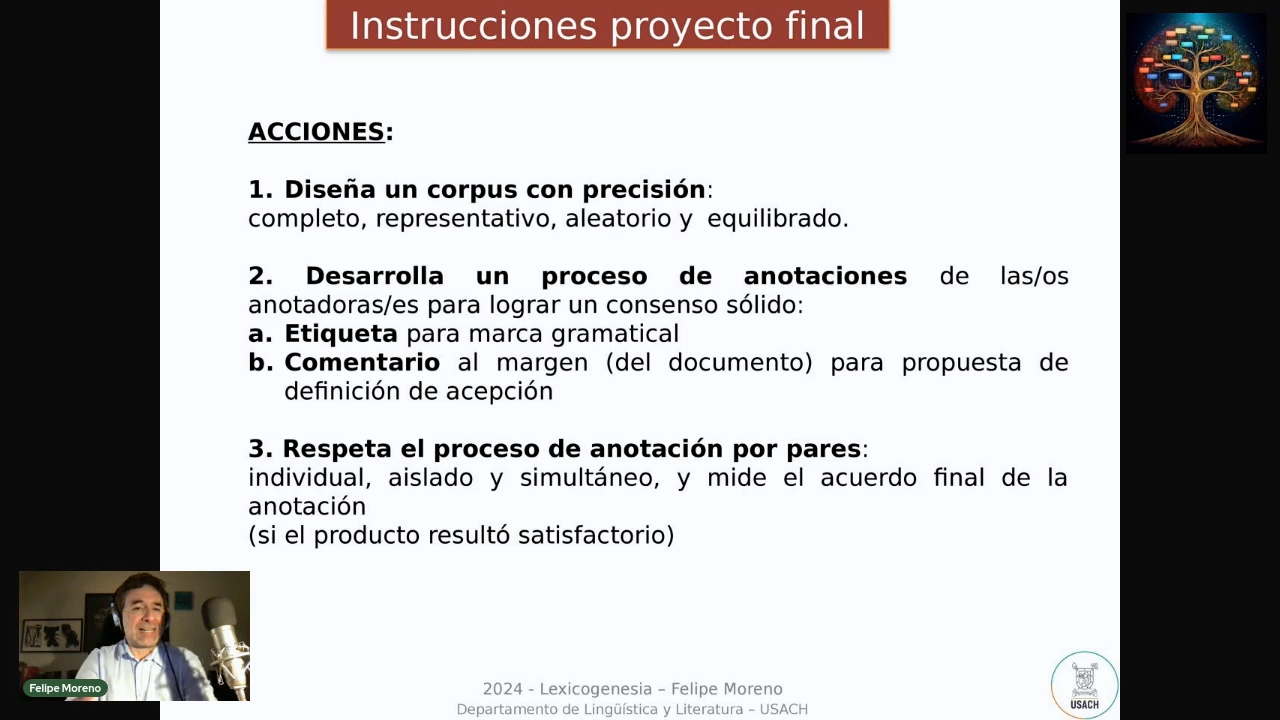 Instrucciones proyecto final
ACCIONES:
1. Diseña un corpus con precisión:
completo, representativo, aleatorio y  equilibrado.
2. Desarrolla un proceso de anotaciones de las/os
anotadoras/es para lograr un consenso sólido:
a. Etiqueta para marca gramatical
b. Comentario al margen (del documento) para propuesta de
definición de acepción
3. Respeta el proceso de anotación por pares:
individual, aislado y simultáneo, y mide el acuerdo final de la
anotación
(si el producto resultó satisfactorio)
Felipe Moreno
2024 - Lexicogenesia – Felipe Moreno
Departamento de Lingüística y Literatura – USACH
USACH